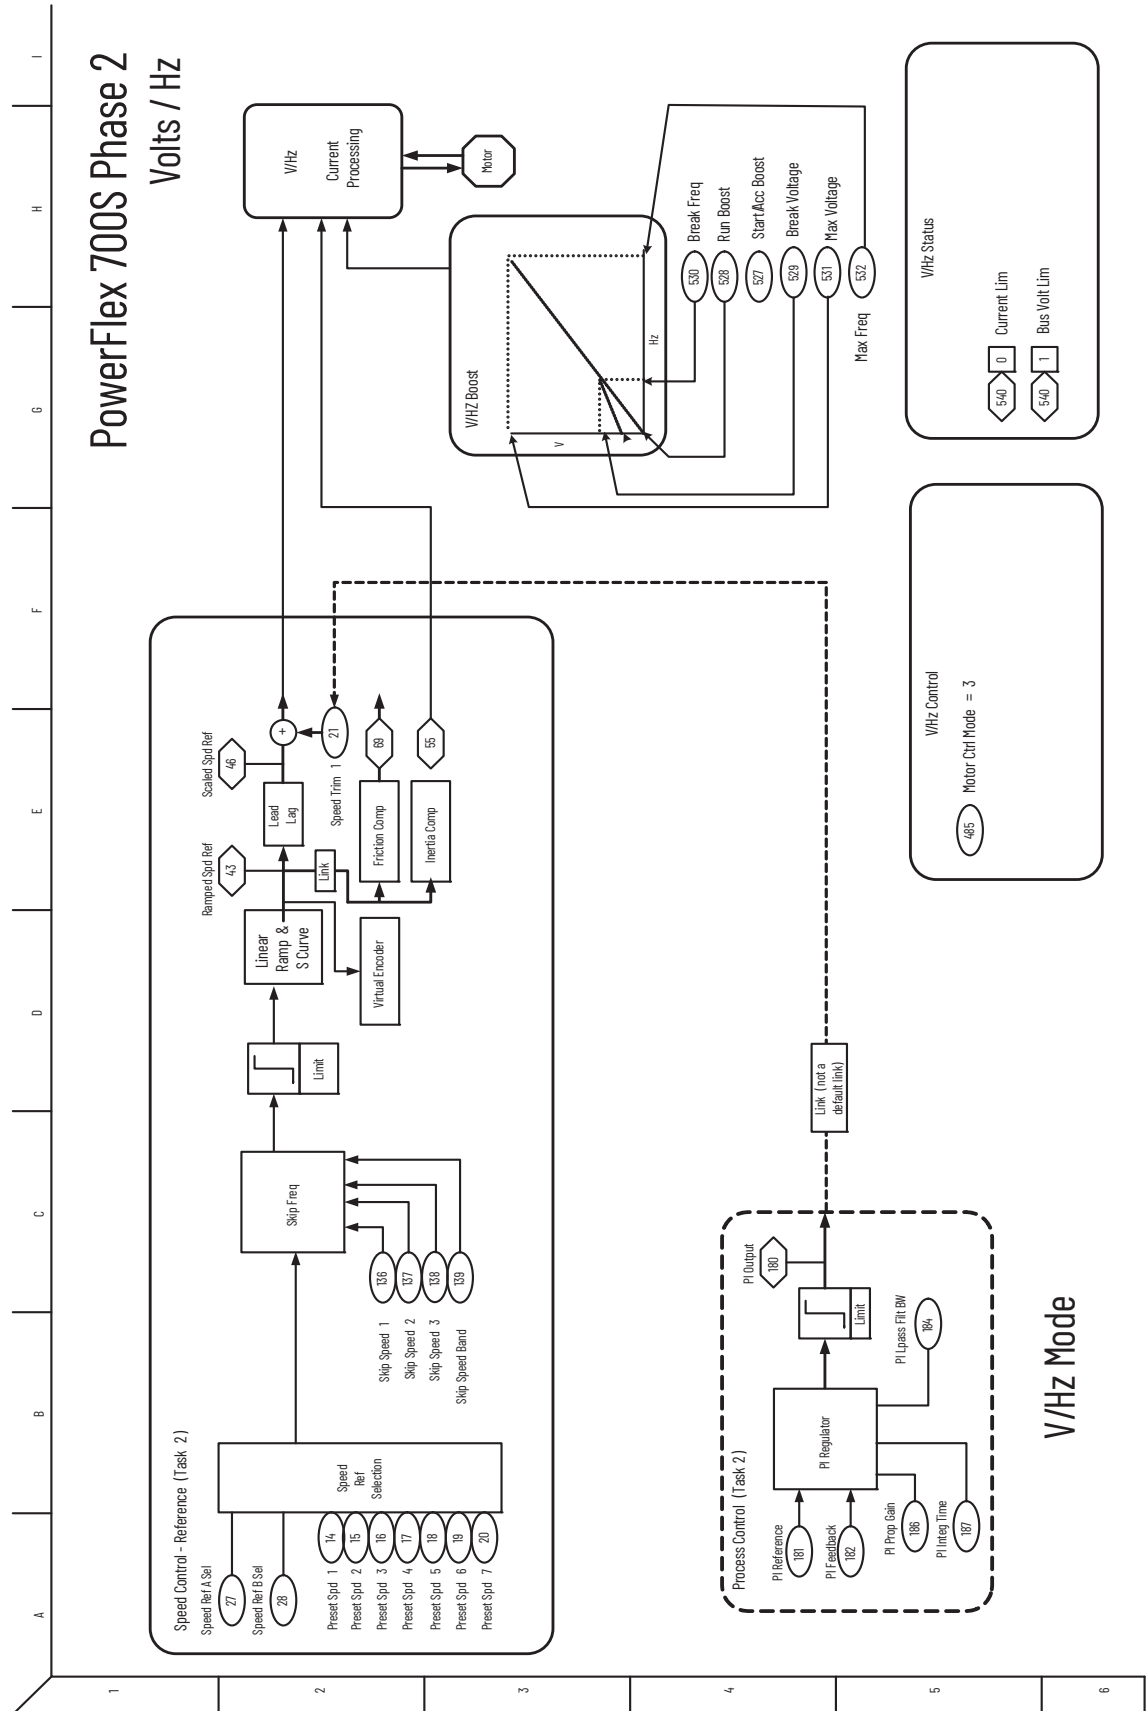 PowerFlex 700S Phase 2
Volts / Hz
A
B
C
D
E
F
G
H
I
1
2
3
4
5
6
Speed Control - Reference (Task 2)
Speed Ref A Sel
27
Speed Ref B Sel
28
Preset Spd 1
14
Preset Spd 2
15
Preset Spd 3
16
Preset Spd 4
17
Preset Spd 5
18
Preset Spd 6
19
Preset Spd 7
20
Speed
Ref
Selection
Skip Speed 1
136
Skip Speed 2
137
Skip Speed 3
138
Skip Speed Band
139
Skip Freq
Limit
Linear
Ramp &
S Curve
Virtual Encoder
Ramped Spd Ref
43
Link
Lead
Lag
Scaled Spd Ref
46
+
Speed Trim 1
21
Friction Comp
69
Inertia Comp
55
V/Hz
Current
Processing
Motor
V/HZ Boost
V
Hz
530
Break Freq
528
Run Boost
527
Start/Acc Boost
529
Break Voltage
531
Max Voltage
Max Freq
532
Process Control (Task 2)
PI Reference
181
PI Feedback
182
PI Prop Gain
186
PI Integ Time
187
PI Regulator
PI Lpass Filt BW
184
Limit
PI Output
180
Link (not a
default link)
V/Hz Control
485
Motor Ctrl Mode = 3
V/Hz Status
540
0
Current Lim
540
1
Bus Volt Lim
V/Hz Mode